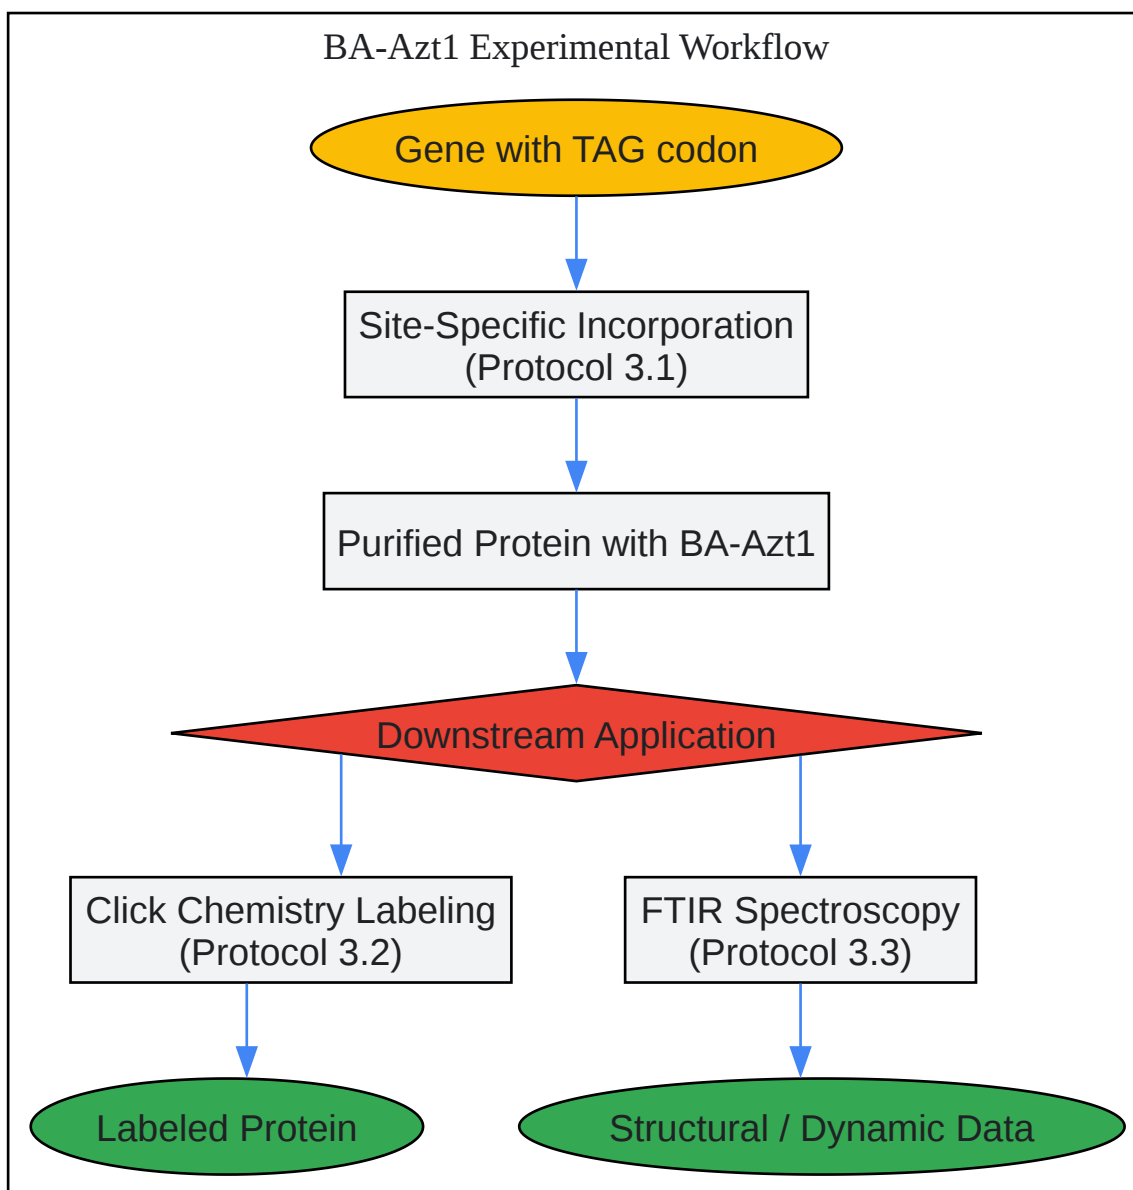 BA-Azt1 Experimental Workflow
Gene with TAG codon
Site-Specific Incorporation
(Protocol 3.1)
Purified Protein with BA-Azt1
Downstream Application
Click Chemistry Labeling
(Protocol 3.2)
FTIR Spectroscopy
(Protocol 3.3)
Labeled Protein
Structural / Dynamic Data